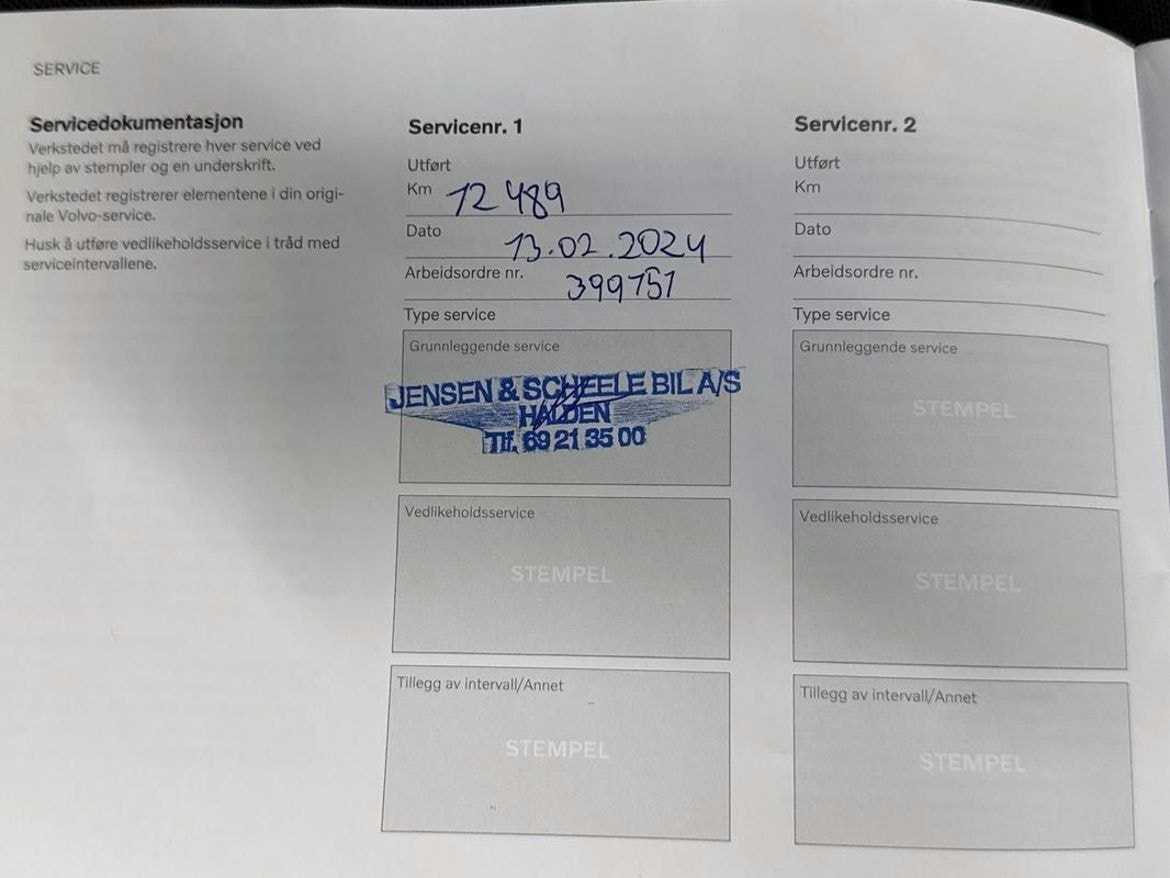 SERVICE
Servicedokumentasjon
Verkstedet må registrere hver service ved
hjelp av stempler og en underskrift.
Verkstedet registrerer elementene i din origi-
nale Volvo-service.
Husk å utføre vedlikeholdsservice i tråd med
serviceintervallene.
Servicenr. 1
Utført
Km 12 489
Dato 13.02.2024
Arbeidsordre nr. 399751
Type service
Grunnleggende service
JENSEN & SCHEELE BIL A/S
HALDEN
Tlf. 69 21 35 00
Vedlikeholdsservice
STEMPEL
Tillegg av intervall/Annet
STEMPEL
Servicenr. 2
Utført
Km
Dato
Arbeidsordre nr.
Type service
Grunnleggende service
STEMPEL
Vedlikeholdsservice
STEMPEL
Tillegg av intervall/Annet
STEMPEL